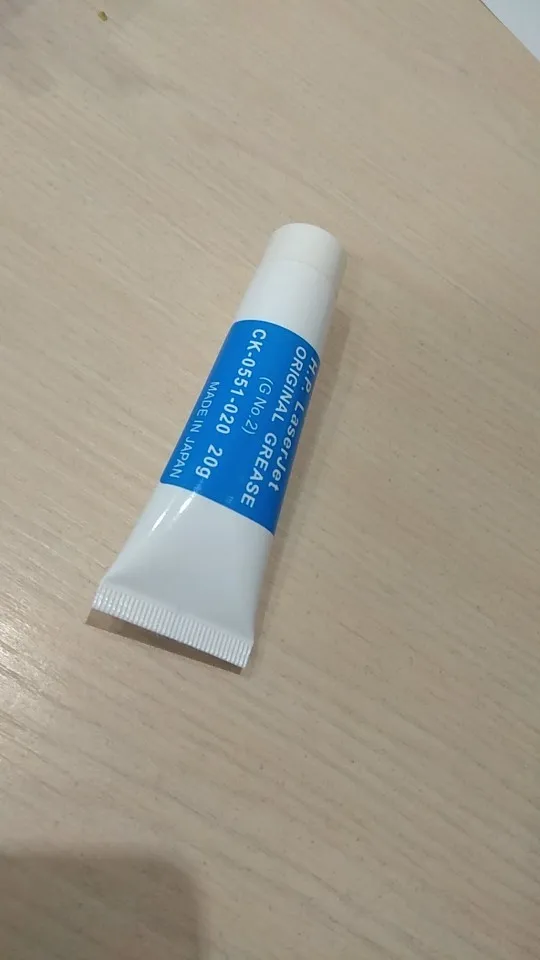 H.P. LaserJet
ORIGINAL GREASE
(G No.2)
CK-0551-020 20g
MADE IN JAPAN